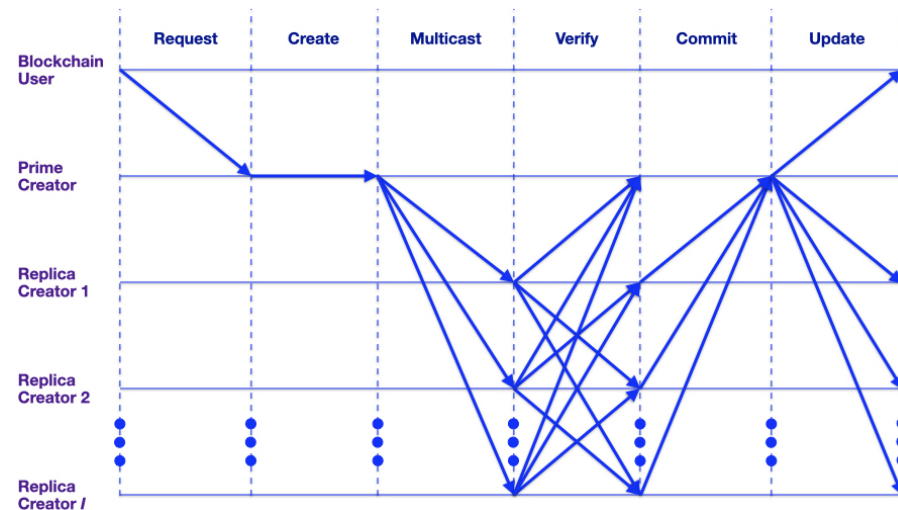 Request Create Multicast Verify Commit Update
Blockchain
User
Prime
Creator
Replica
Creator 1
Replica
Creator 2
Replica
Creator I